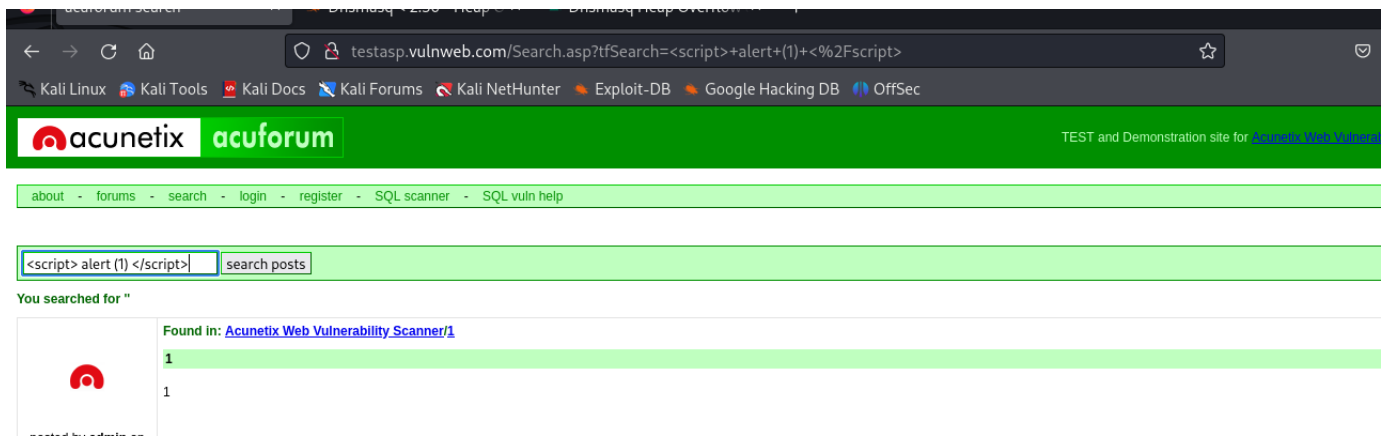 testasp.vulnweb.com/Search.asp?tfSearch=<script>+alert+(1)+<%2Fscript>
Kali Linux Kali Tools Kali Docs Kali Forums Kali NetHunter Exploit-DB Google Hacking DB OffSec
acunetix acuforum
TEST and Demonstration site for Acunetix Web
about - forums - search - login - register - SQL scanner - SQL vuln help
<script> alert (1) </script> search posts
You searched for ''
Found in: Acunetix Web Vulnerability Scanner/1
1
1